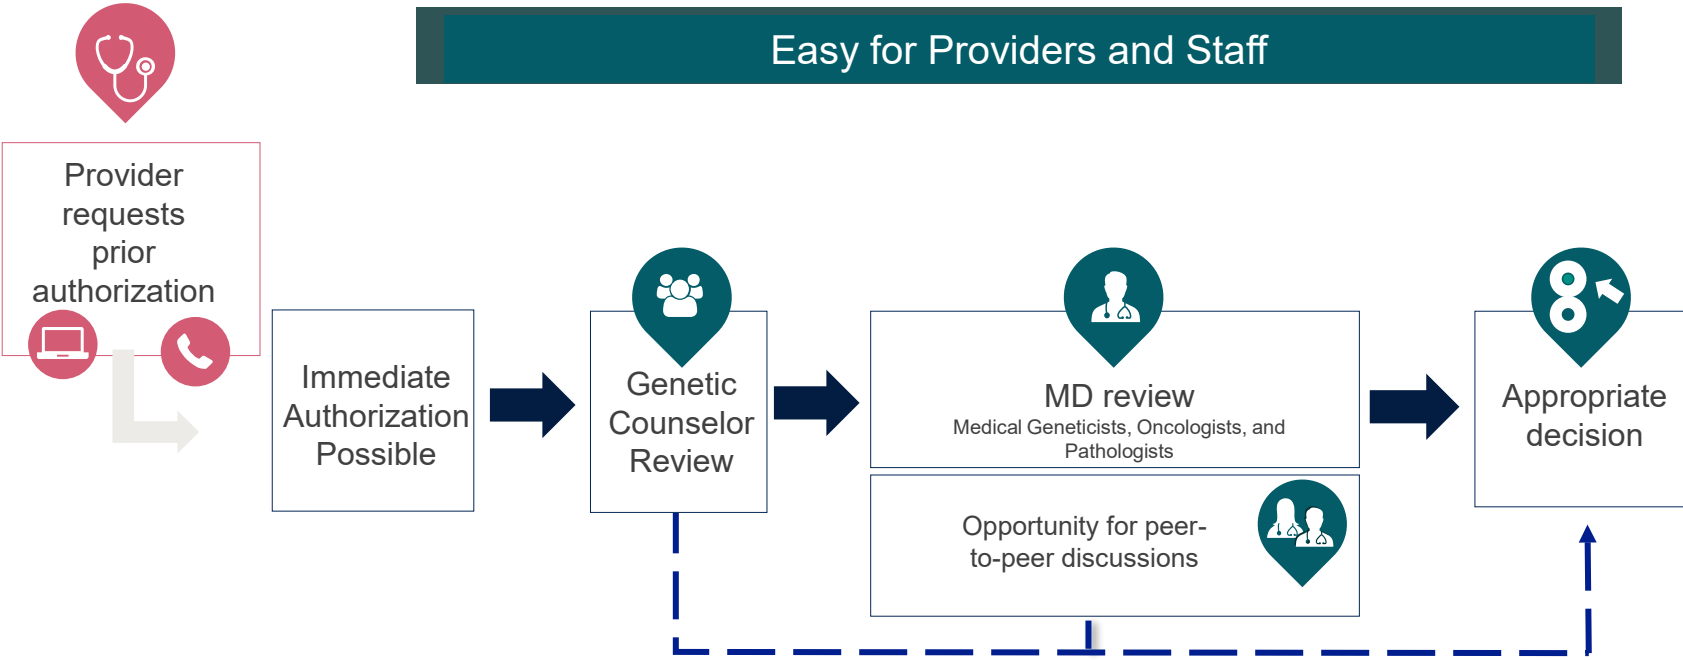 Easy for Providers and Staff
Provider
requests
prior
authorization
Immediate
Authorization
Possible
Genetic
Counselor
Review
MD review
Medical Geneticists, Oncologists, and
Pathologists
Opportunity for peer-
to-peer discussions
Appropriate
decision